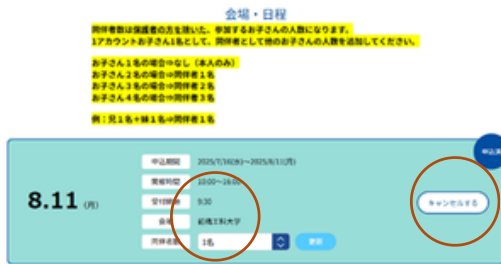 会場・日程
同伴者数は保護者の方を除いた、参加するお子さんの人数になります。
1アカウントお子さん1名として、同伴者として他のお子さんの人数を追加してください。
お子さん1名の場合⇒なし（本人のみ）
お子さん2名の場合⇒同伴者1名
お子さん3名の場合⇒同伴者2名
お子さん4名の場合⇒同伴者3名
例：兄1名＋妹1名⇒同伴者1名
申込期間 2025/7/16(水)〜2025/8/11(月)
開催時間 10:00〜16:00
8.11 (月)
受付開始 9:30
キャンセルする
会場 前橋工科大学
同伴者数 1名 更新